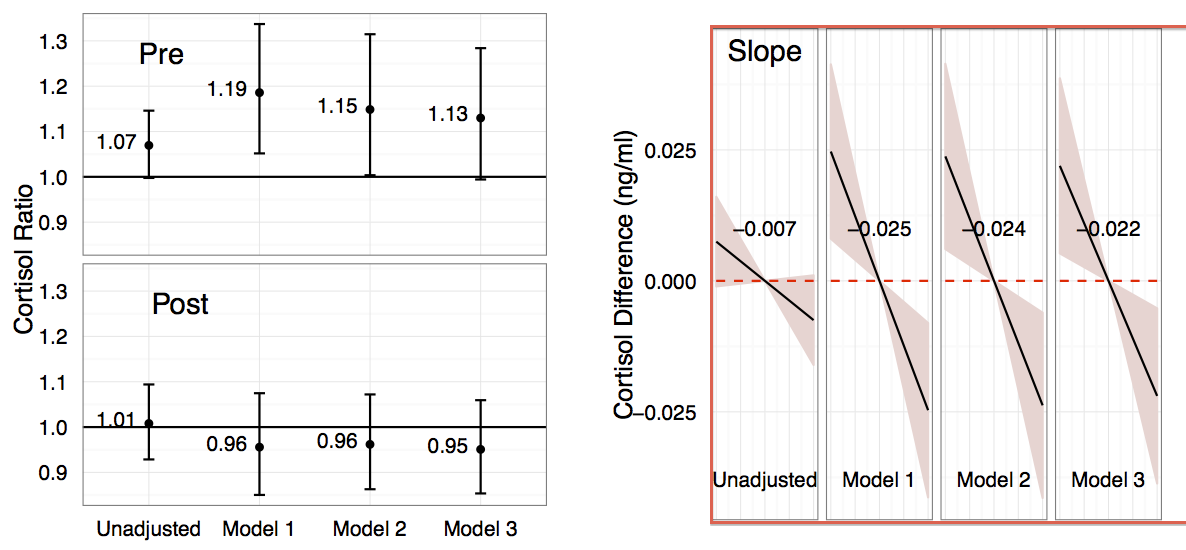 Cortisol Ratio
Pre
1.3
1.2
1.1
1.0
0.9
1.07
1.19
1.15
1.13
Post
1.3
1.2
1.1
1.0
0.9
1.01
0.96
0.96
0.95
Unadjusted Model 1 Model 2 Model 3
Cortisol Difference (ng/ml)
Slope
0.025
0.000
−0.025
−0.007 −0.025 −0.024 −0.022
Unadjusted Model 1 Model 2 Model 3